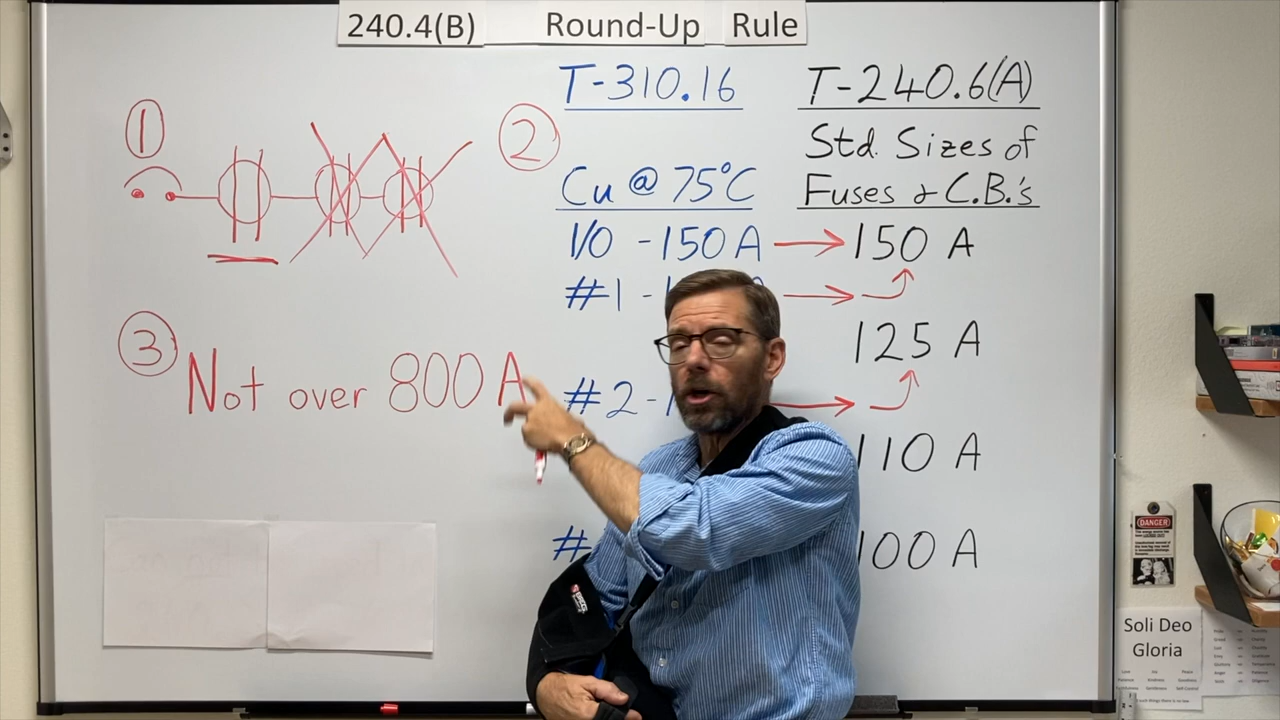 240.4(B) Round-Up Rule
1
2
T-310.16
Cu @ 75°C
1/0 - 150 A
#1 -
#2 -
#
T-240.6(A)
Std. Sizes of
Fuses & C.B.'s
150 A
125 A
110 A
100 A
3
Not over 800 A
DANGER
Soli Deo
Gloria